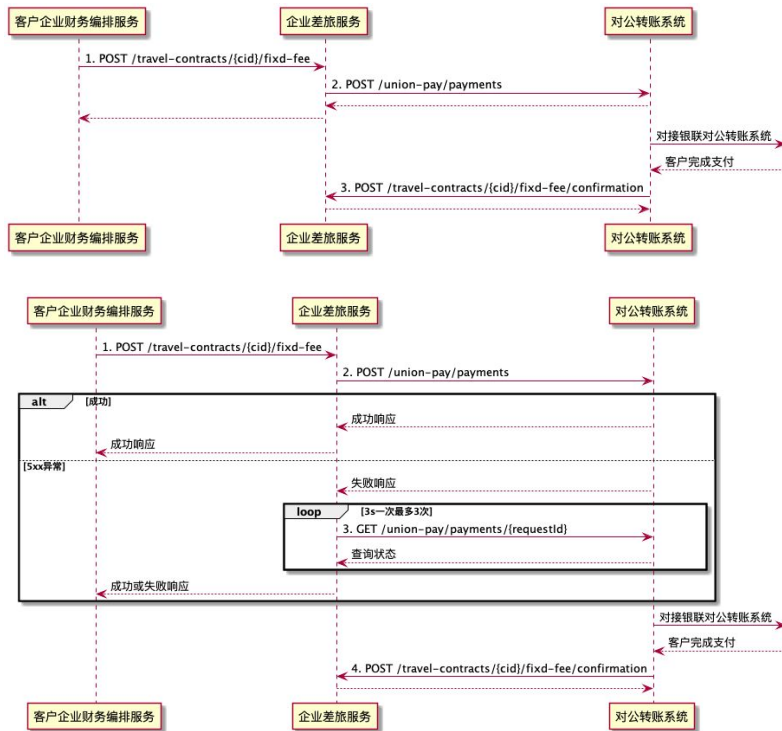 客户企业财务编排服务 企业差旅服务 对公转账系统
1. POST /travel-contracts/{cid}/fixd-fee
2. POST /union-pay/payments
对接银联对公转账系统
客户完成支付
3. POST /travel-contracts/{cid}/fixd-fee/confirmation
客户企业财务编排服务 企业差旅服务 对公转账系统
客户企业财务编排服务 企业差旅服务 对公转账系统
1. POST /travel-contracts/{cid}/fixd-fee
2. POST /union-pay/payments
alt [成功]
成功响应
成功响应
[5xx异常]
失败响应
loop [3s一次最多3次]
3. GET /union-pay/payments/{requestId}
查询状态
成功或失败响应
对接银联对公转账系统
客户完成支付
4. POST /travel-contracts/{cid}/fixd-fee/confirmation
客户企业财务编排服务 企业差旅服务 对公转账系统